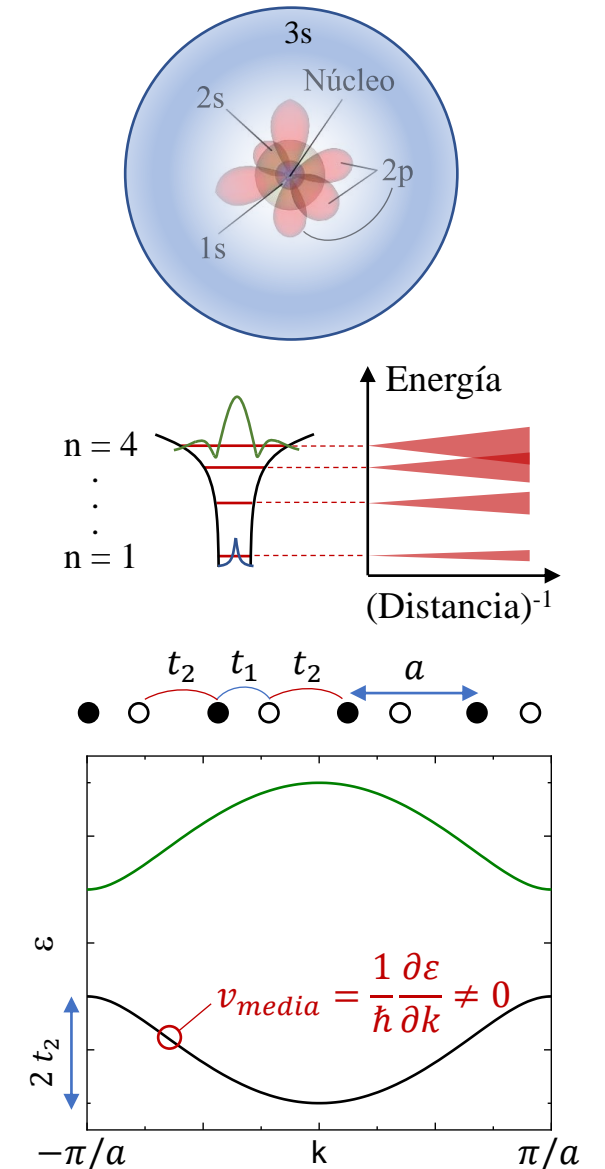 3s
Núcleo
2s
2p
1s
Energía
n = 4
.
.
.
n = 1
(Distancia)⁻¹
t₂ t₁ t₂ a
ε
v_media = 1/ħ ∂ε/∂k ≠ 0
2 t₂
−π/a k π/a